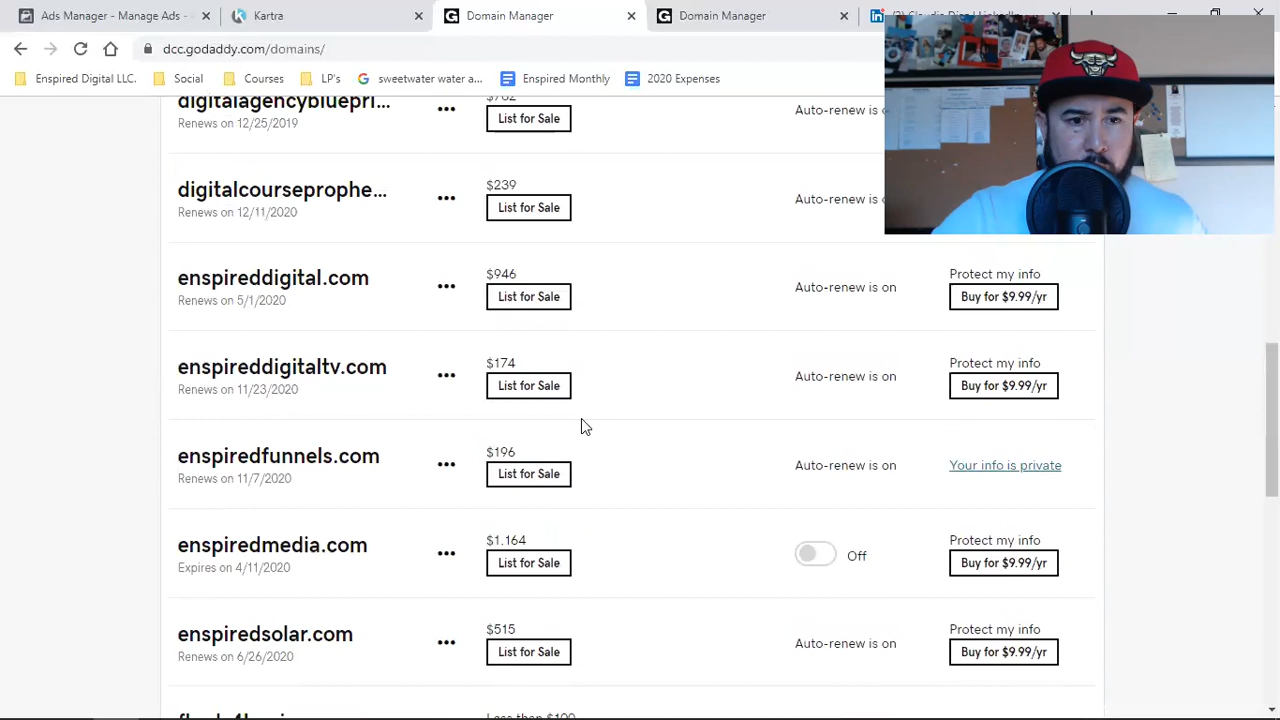 Ads Manager - Manage Ads - Kartra Domain Manager Domain Manager
dcc.godaddy.com/domains/
Enspired Digital LLC. Social Courses LP's sweetwater water a... Enspired Monthly 2020 Expenses
digitalagencybluepri...
Renews on 12/25/2019
List for Sale
Auto-renew is
digitalcourseprophe...
Renews on 12/11/2020
$239
List for Sale
Auto-renew is
enspireddigital.com
Renews on 5/1/2020
$946
List for Sale
Auto-renew is on
Protect my info
Buy for $9.99/yr
enspireddigitaltv.com
Renews on 11/23/2020
$174
List for Sale
Auto-renew is on
Protect my info
Buy for $9.99/yr
enspiredfunnels.com
Renews on 11/7/2020
$196
List for Sale
Auto-renew is on
Your info is private
enspiredmedia.com
Expires on 4/11/2020
$1,164
List for Sale
Off
Protect my info
Buy for $9.99/yr
enspiredsolar.com
Renews on 6/26/2020
$515
List for Sale
Auto-renew is on
Protect my info
Buy for $9.99/yr
Less than $100